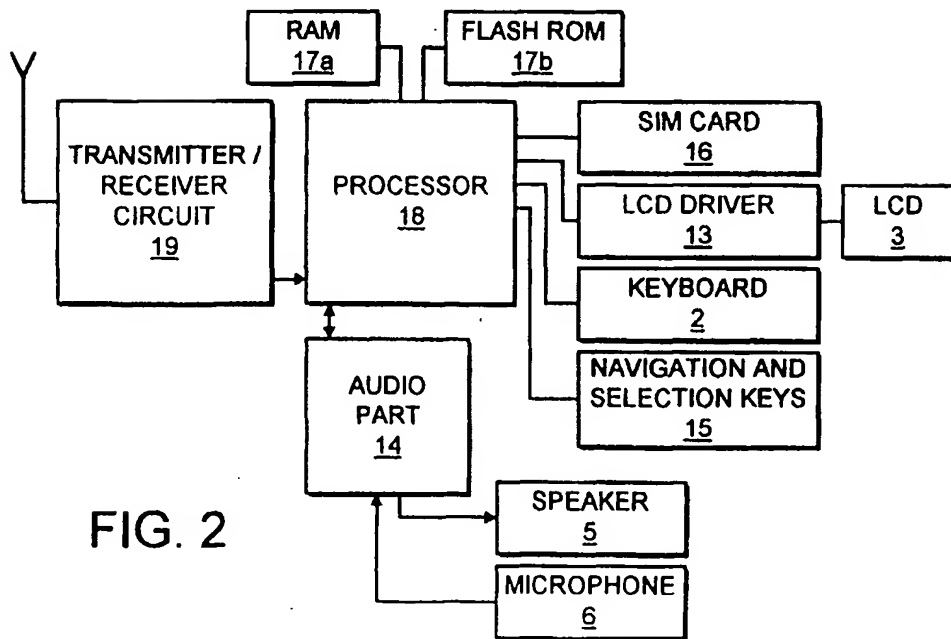 RAM
17a
FLASH ROM
17b
TRANSMITTER /
RECEIVER
CIRCUIT
19
PROCESSOR
18
SIM CARD
16
LCD DRIVER
13
LCD
3
KEYBOARD
2
NAVIGATION AND
SELECTION KEYS
15
AUDIO
PART
14
SPEAKER
5
MICROPHONE
6
FIG. 2